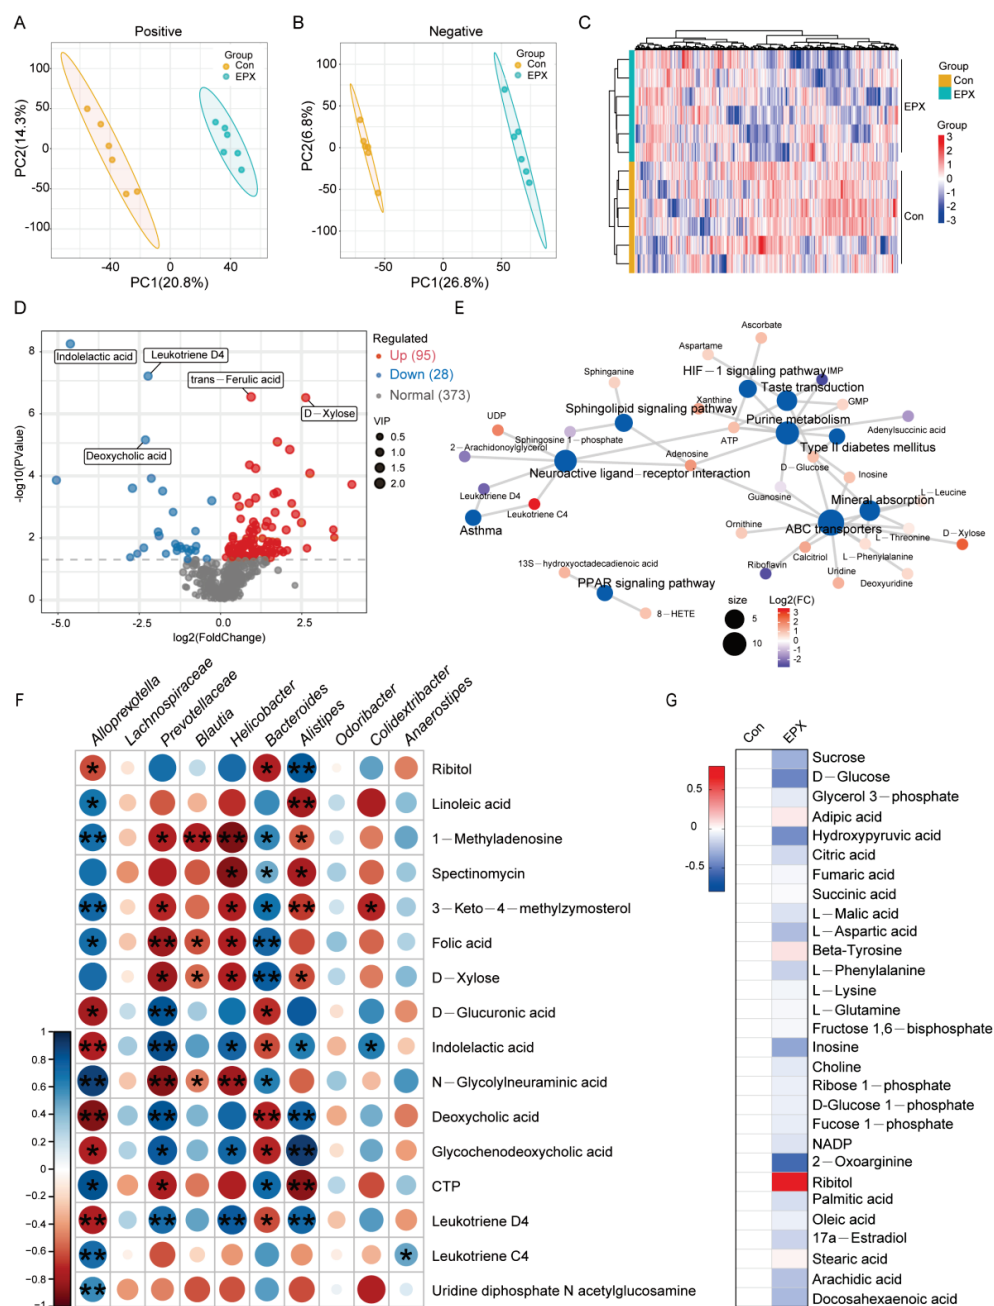 A
Positive
PC2(14.3%)
100
50
0
-50
-100
-40
0
40
PC1(20.8%)
Group
Con
EPX
B
Negative
PC2(6.8%)
100
50
0
-50
-100
-50
0
50
PC1(26.8%)
Group
Con
EPX
C
EPX
Con
Group
Con
EPX
Group
3
2
1
0
-1
-2
-3
D
-log10(PValue)
8
6
4
2
0
-5.0
-2.5
0.0
2.5
log2(FoldChange)
Indolelactic acid
Leukotriene D4
trans−Ferulic acid
D−Xylose
Deoxycholic acid
Regulated
Up (95)
Down (28)
Normal (373)
VIP
0.5
1.0
1.5
2.0
E
Ascorbate
Aspartame
HIF−1 signaling pathway
IMP
Sphinganine
Taste transduction
Xanthine
GMP
Sphingolipid signaling pathway
Adenylsuccinic acid
UDP
Purine metabolism
ATP
Sphingosine 1−phosphate
2−Arachidonoylglycerol
Type II diabetes mellitus
Adenosine
D−Glucose
Neuroactive ligand−receptor interaction
Inosine
Leukotriene D4
Guanosine
Mineral absorption
L−Leucine
Leukotriene C4
Asthma
Ornithine
ABC transporters
L−Threonine
D−Xylose
Calcitriol
L−Phenylalanine
13S−hydroxyoctadecadienoic acid
Riboflavin
Uridine
Deoxyuridine
PPAR signaling pathway
8−HETE
size
5
10
Log2(FC)
3
2
1
0
-1
-2
F
Alloprevotella
Lachnospiraceae
Prevotellaceae
Blautia
Helicobacter
Bacteroides
Alistipes
Odoribacter
Colidextribacter
Anaerostipes
* * ** Ribitol
* ** Linoleic acid
** * ** ** * * 1−Methyladenosine
* * * Spectinomycin
** * * * ** * 3−Keto−4−methylzymosterol
* ** * * ** Folic acid
* * * ** * D−Xylose
* ** * D−Glucuronic acid
** ** * * * * Indolelactic acid
** ** * ** * N−Glycolylneuraminic acid
** ** ** ** Deoxycholic acid
* * * * ** Glycochenodeoxycholic acid
* * * ** CTP
** ** ** * ** Leukotriene D4
** * Leukotriene C4
** Uridine diphosphate N acetylglucosamine
1
0.8
0.6
0.4
0.2
0
−0.2
−0.4
−0.6
−0.8
−1
G
Con
EPX
0.5
0
-0.5
Sucrose
D−Glucose
Glycerol 3−phosphate
Adipic acid
Hydroxypyruvic acid
Citric acid
Fumaric acid
Succinic acid
L−Malic acid
L−Aspartic acid
Beta-Tyrosine
L−Phenylalanine
L−Lysine
L−Glutamine
Fructose 1,6−bisphosphate
Inosine
Choline
Ribose 1−phosphate
D-Glucose 1−phosphate
Fucose 1−phosphate
NADP
2−Oxoarginine
Ribitol
Palmitic acid
Oleic acid
17a−Estradiol
Stearic acid
Arachidic acid
Docosahexaenoic acid